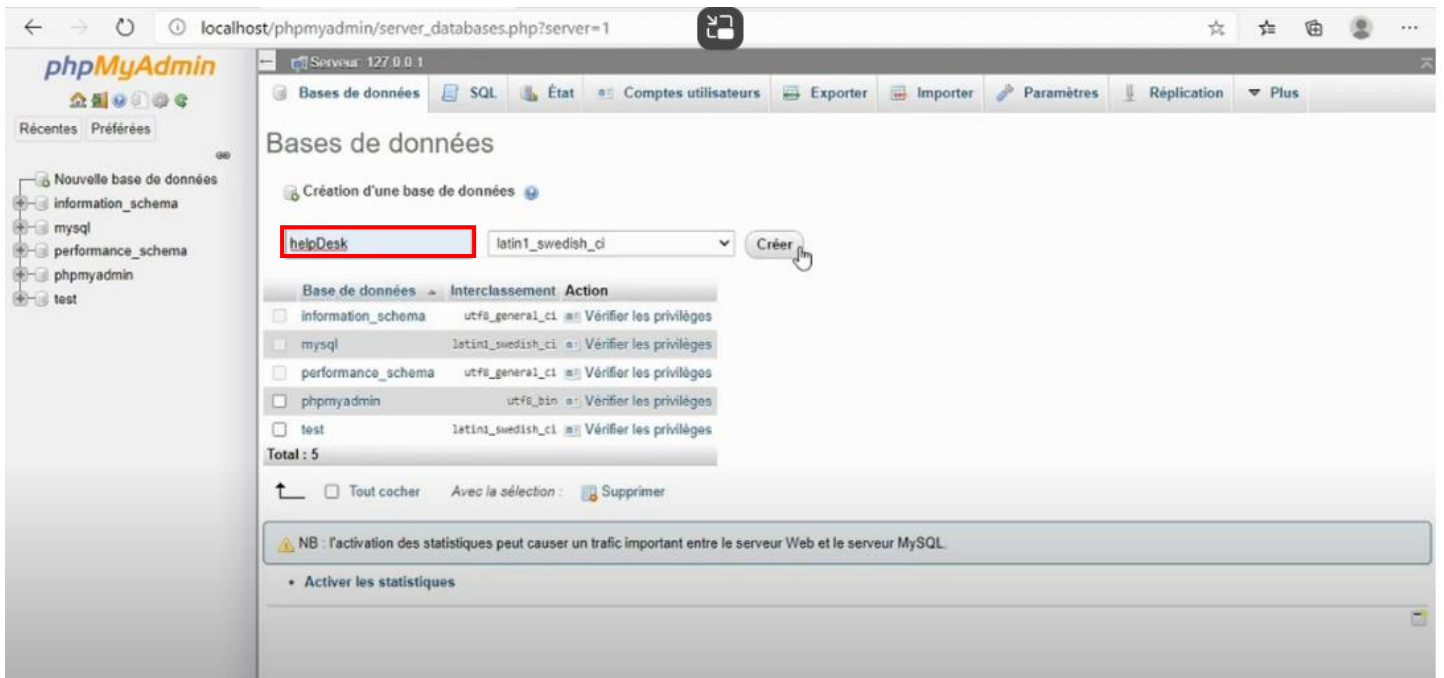 localhost/phpmyadmin/server_databases.php?server=1
phpMyAdmin
Récentes Préférées
Nouvelle base de données
information_schema
mysql
performance_schema
phpmyadmin
test
Serveur: 127.0.0.1
Bases de données SQL État Comptes utilisateurs Exporter Importer Paramètres Réplication Plus
Bases de données
Création d'une base de données
helpDesk latin1_swedish_ci Créer
Base de données Interclassement Action
information_schema utf8_general_ci Vérifier les privilèges
mysql latin1_swedish_ci Vérifier les privilèges
performance_schema utf8_general_ci Vérifier les privilèges
phpmyadmin utf8_bin Vérifier les privilèges
test latin1_swedish_ci Vérifier les privilèges
Total : 5
Tout cocher Avec la sélection : Supprimer
NB : l'activation des statistiques peut causer un trafic important entre le serveur Web et le serveur MySQL.
• Activer les statistiques